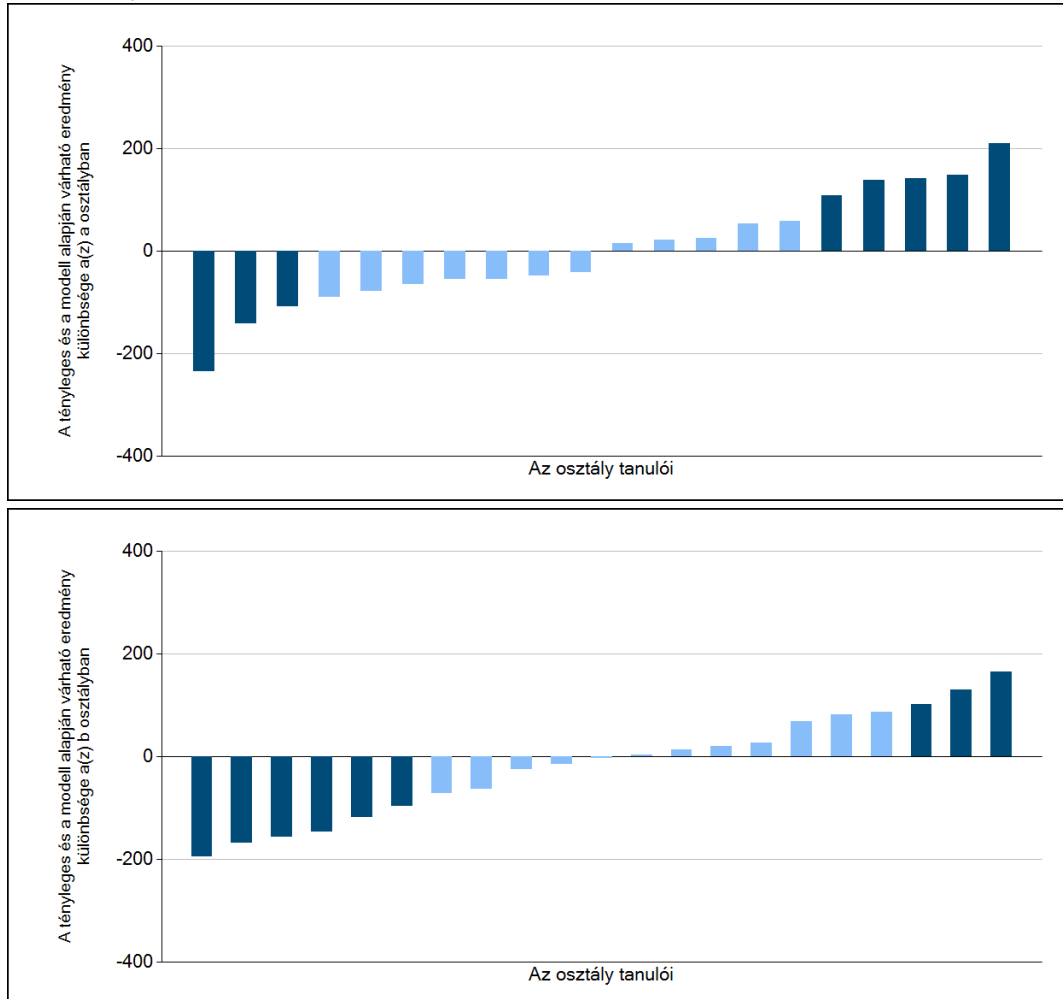 A tényleges és a modell alapján várható eredmény
különbsége a(z) a osztályban
400
200
0
-200
-400
Az osztály tanulói
A tényleges és a modell alapján várható eredmény
különbsége a(z) b osztályban
400
200
0
-200
-400
Az osztály tanulói